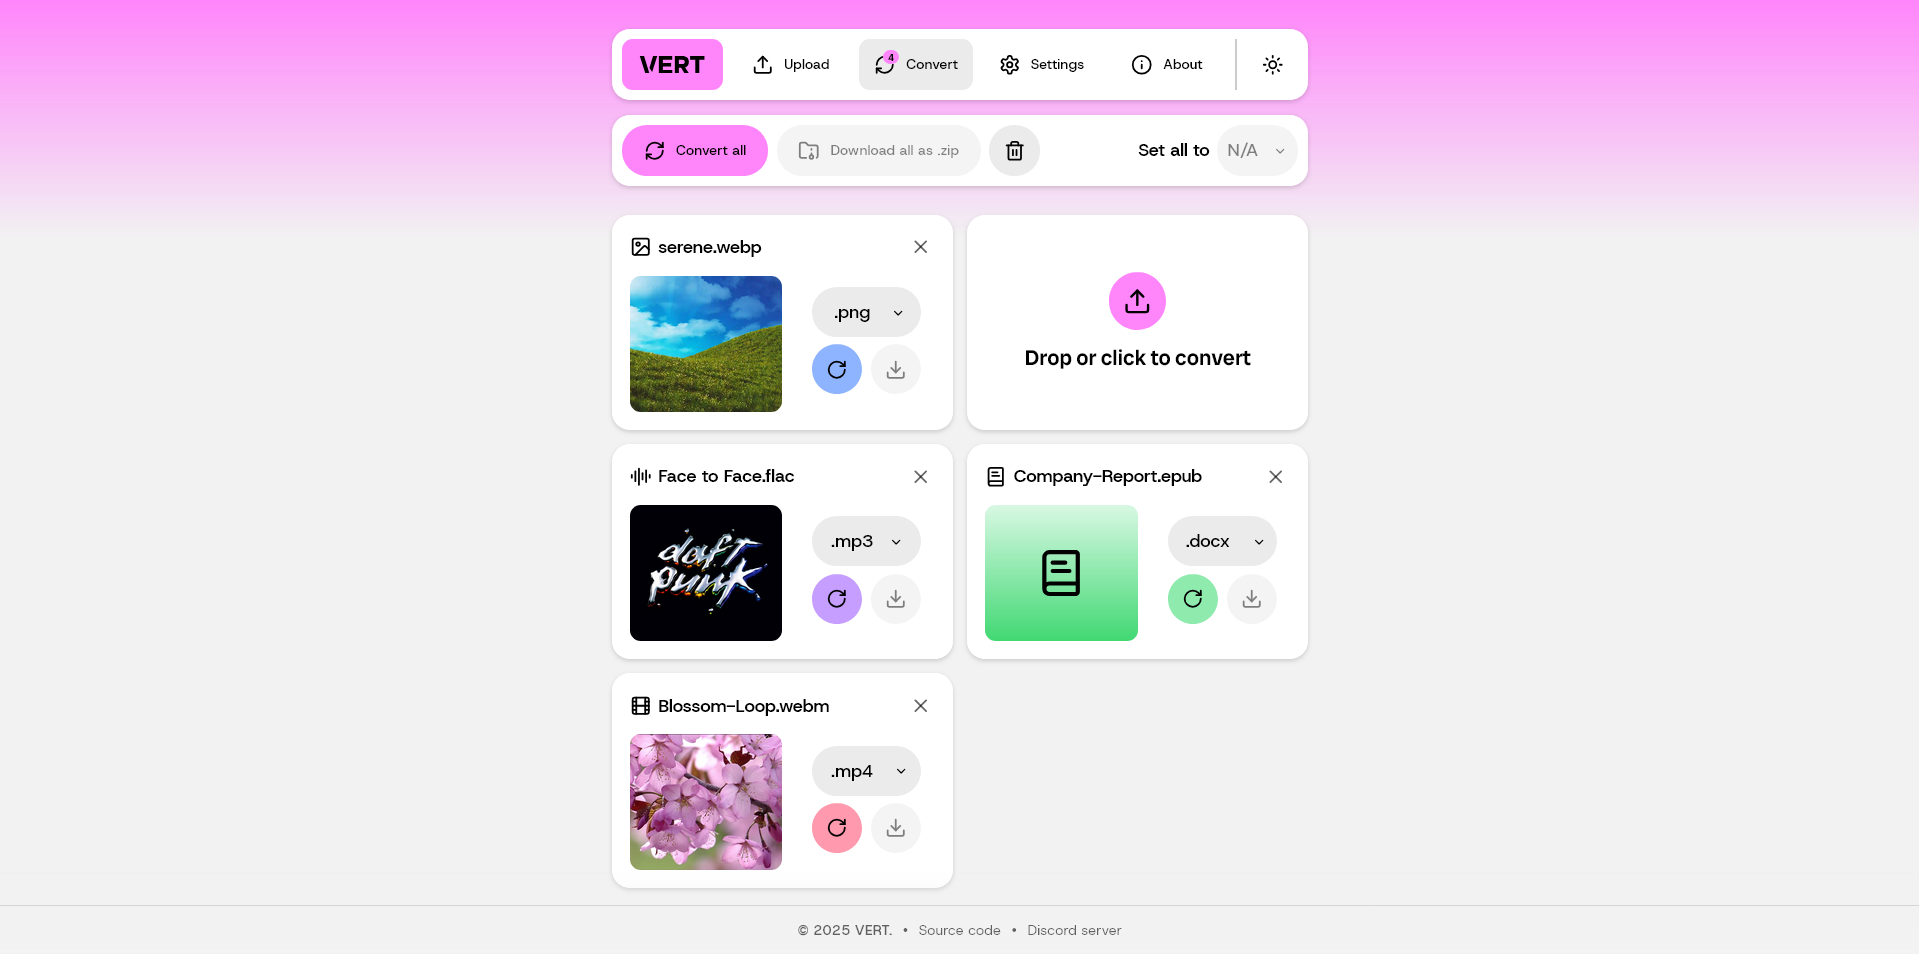 VERT
Upload
4
Convert
Settings
About
Convert all
Download all as .zip
Set all to
N/A
serene.webp
.png
Drop or click to convert
Face to Face.flac
daft
punk
.mp3
Company-Report.epub
.docx
Blossom-Loop.webm
.mp4
© 2025 VERT. • Source code • Discord server